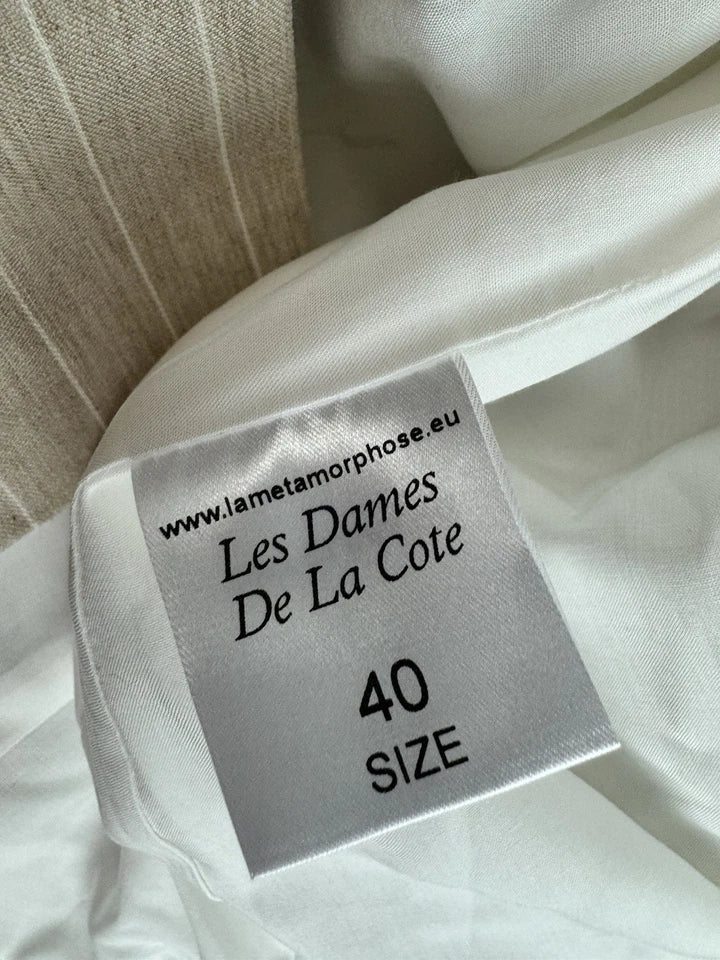 www.lametamorphose.eu
Les Dames
De La Cote
40
SIZE